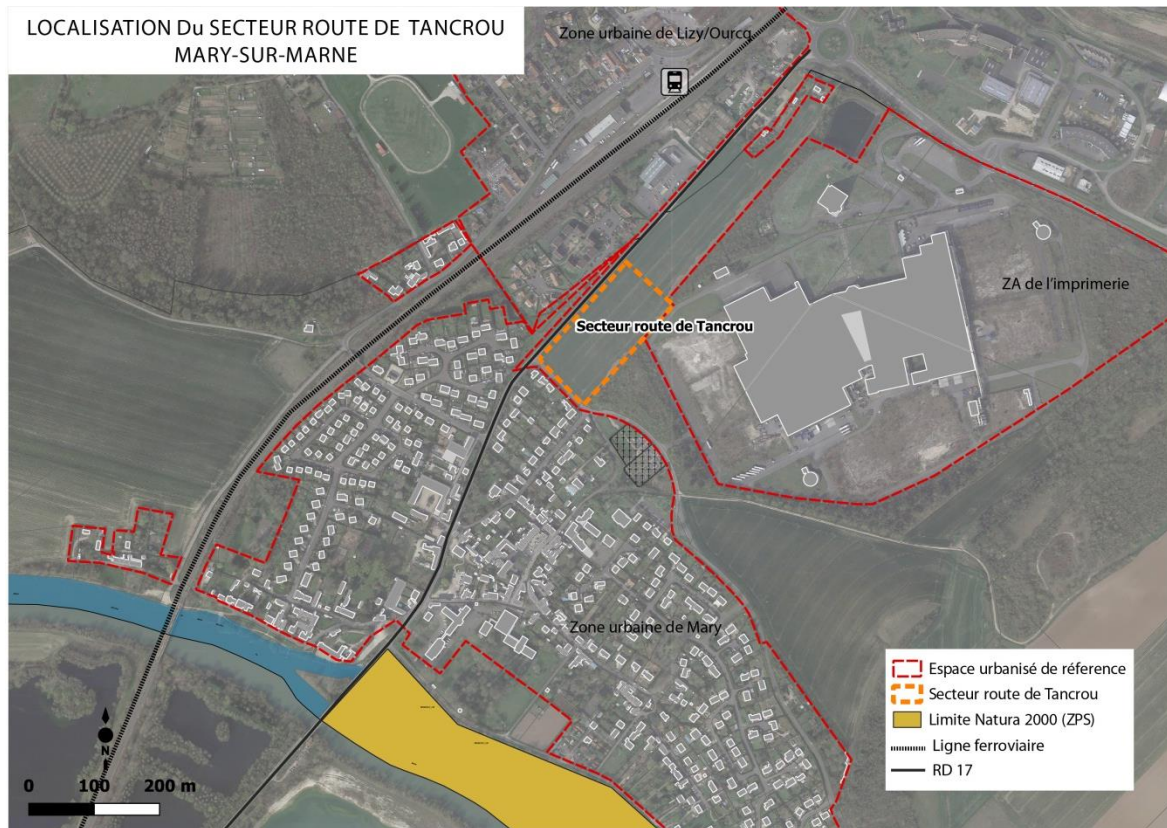 LOCALISATION Du SECTEUR ROUTE DE TANCROU
MARY-SUR-MARNE
Zone urbaine de Lizy/Ourcq
ZA de l'imprimerie
Secteur route de Tancrou
Zone urbaine de Mary
Espace urbanisé de réference
Secteur route de Tancrou
Limite Natura 2000 (ZPS)
Ligne ferroviaire
RD 17
N
0 100 200 m